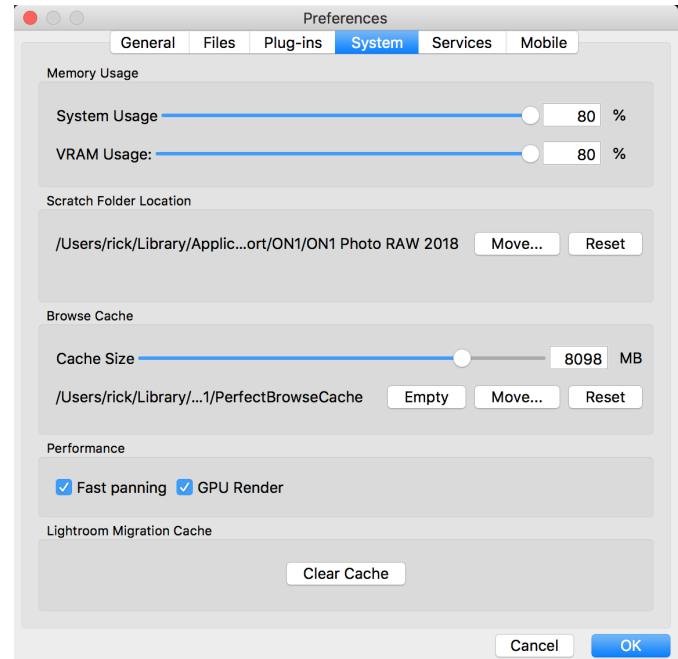 Preferences
General Files Plug-ins System Services Mobile
Memory Usage
System Usage 80 %
VRAM Usage: 80 %
Scratch Folder Location
/Users/rick/Library/Applic...ort/ON1/ON1 Photo RAW 2018 Move... Reset
Browse Cache
Cache Size 8098 MB
/Users/rick/Library/...1/PerfectBrowseCache Empty Move... Reset
Performance
Fast panning GPU Render
Lightroom Migration Cache
Clear Cache
Cancel OK